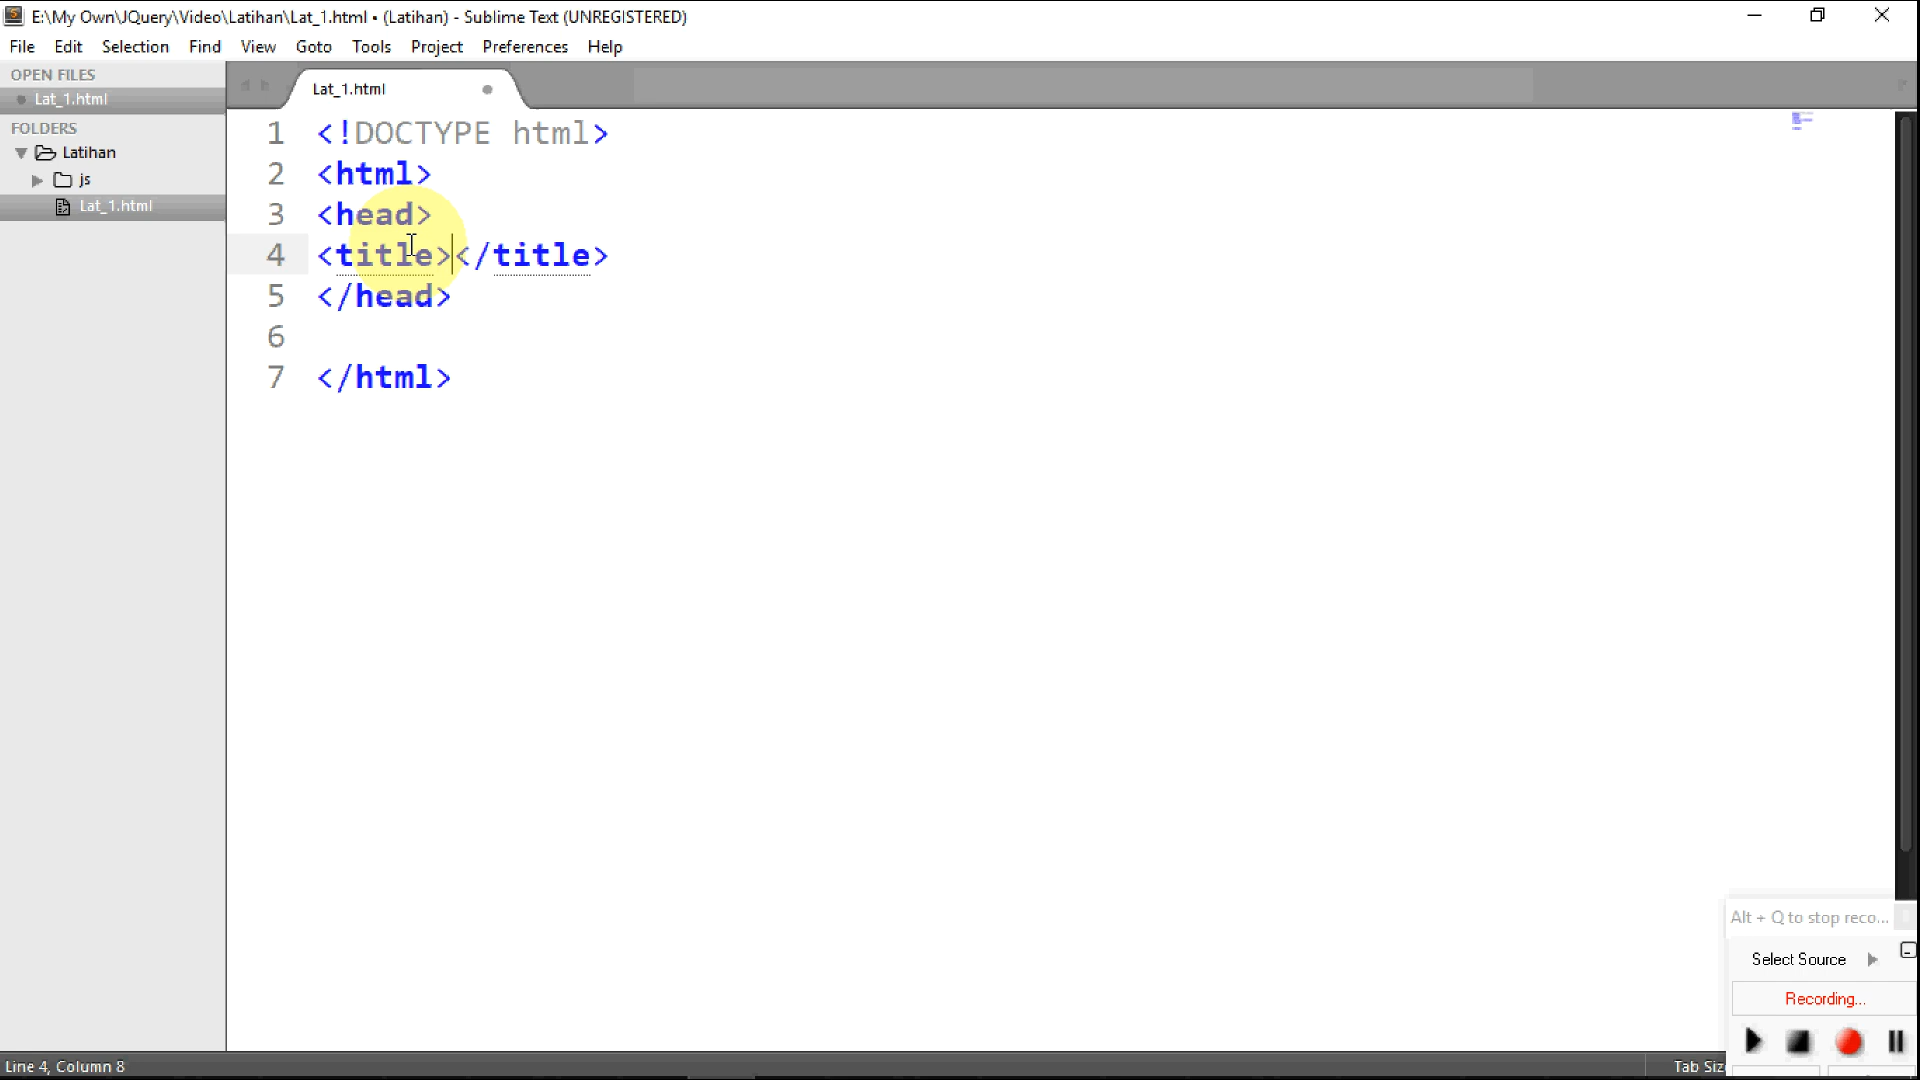 E:\My Own\JQuery\Video\Latihan\Lat_1.html • (Latihan) - Sublime Text (UNREGISTERED)
File Edit Selection Find View Goto Tools Project Preferences Help
OPEN FILES
Lat_1.html
FOLDERS
Latihan
js
Lat_1.html
Lat_1.html
1 <!DOCTYPE html>
2 <html>
3 <head>
4 <title></title>
5 </head>
6
7 </html>
Alt + Q to stop reco...
Select Source
Recording...
Line 4, Column 8
Tab Siz